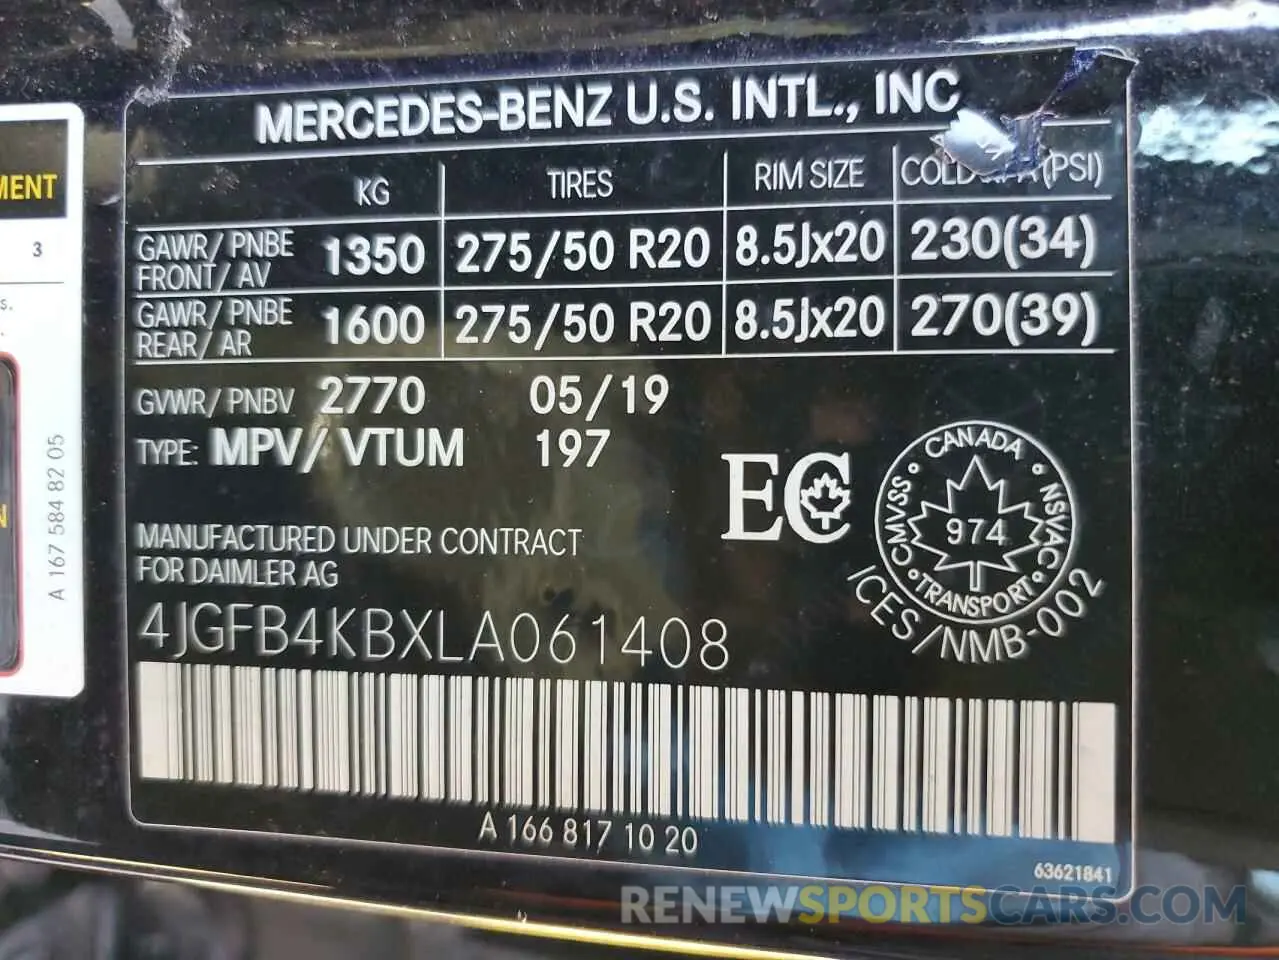 MERCEDES-BENZ U.S. INTL., INC
KG TIRES RIM SIZE COLD (PSI)
GAWR/ PNBE FRONT/ AV 1350 275/50 R20 8.5Jx20 230(34)
GAWR/ PNBE REAR/ AR 1600 275/50 R20 8.5Jx20 270(39)
GVWR/ PNBV 2770 05/19
TYPE: MPV/ VTUM 197
MANUFACTURED UNDER CONTRACT
FOR DAIMLER AG
4JGFB4KBXLA061408
EC
CANADA
CMVSS
NSVAC
974
TRANSPORT
ICES/NMB-002
A 166 817 10 20
63621841
MENT
3
s.
N
A 167 584 82 05
RENEWSPORTSCARS.COM